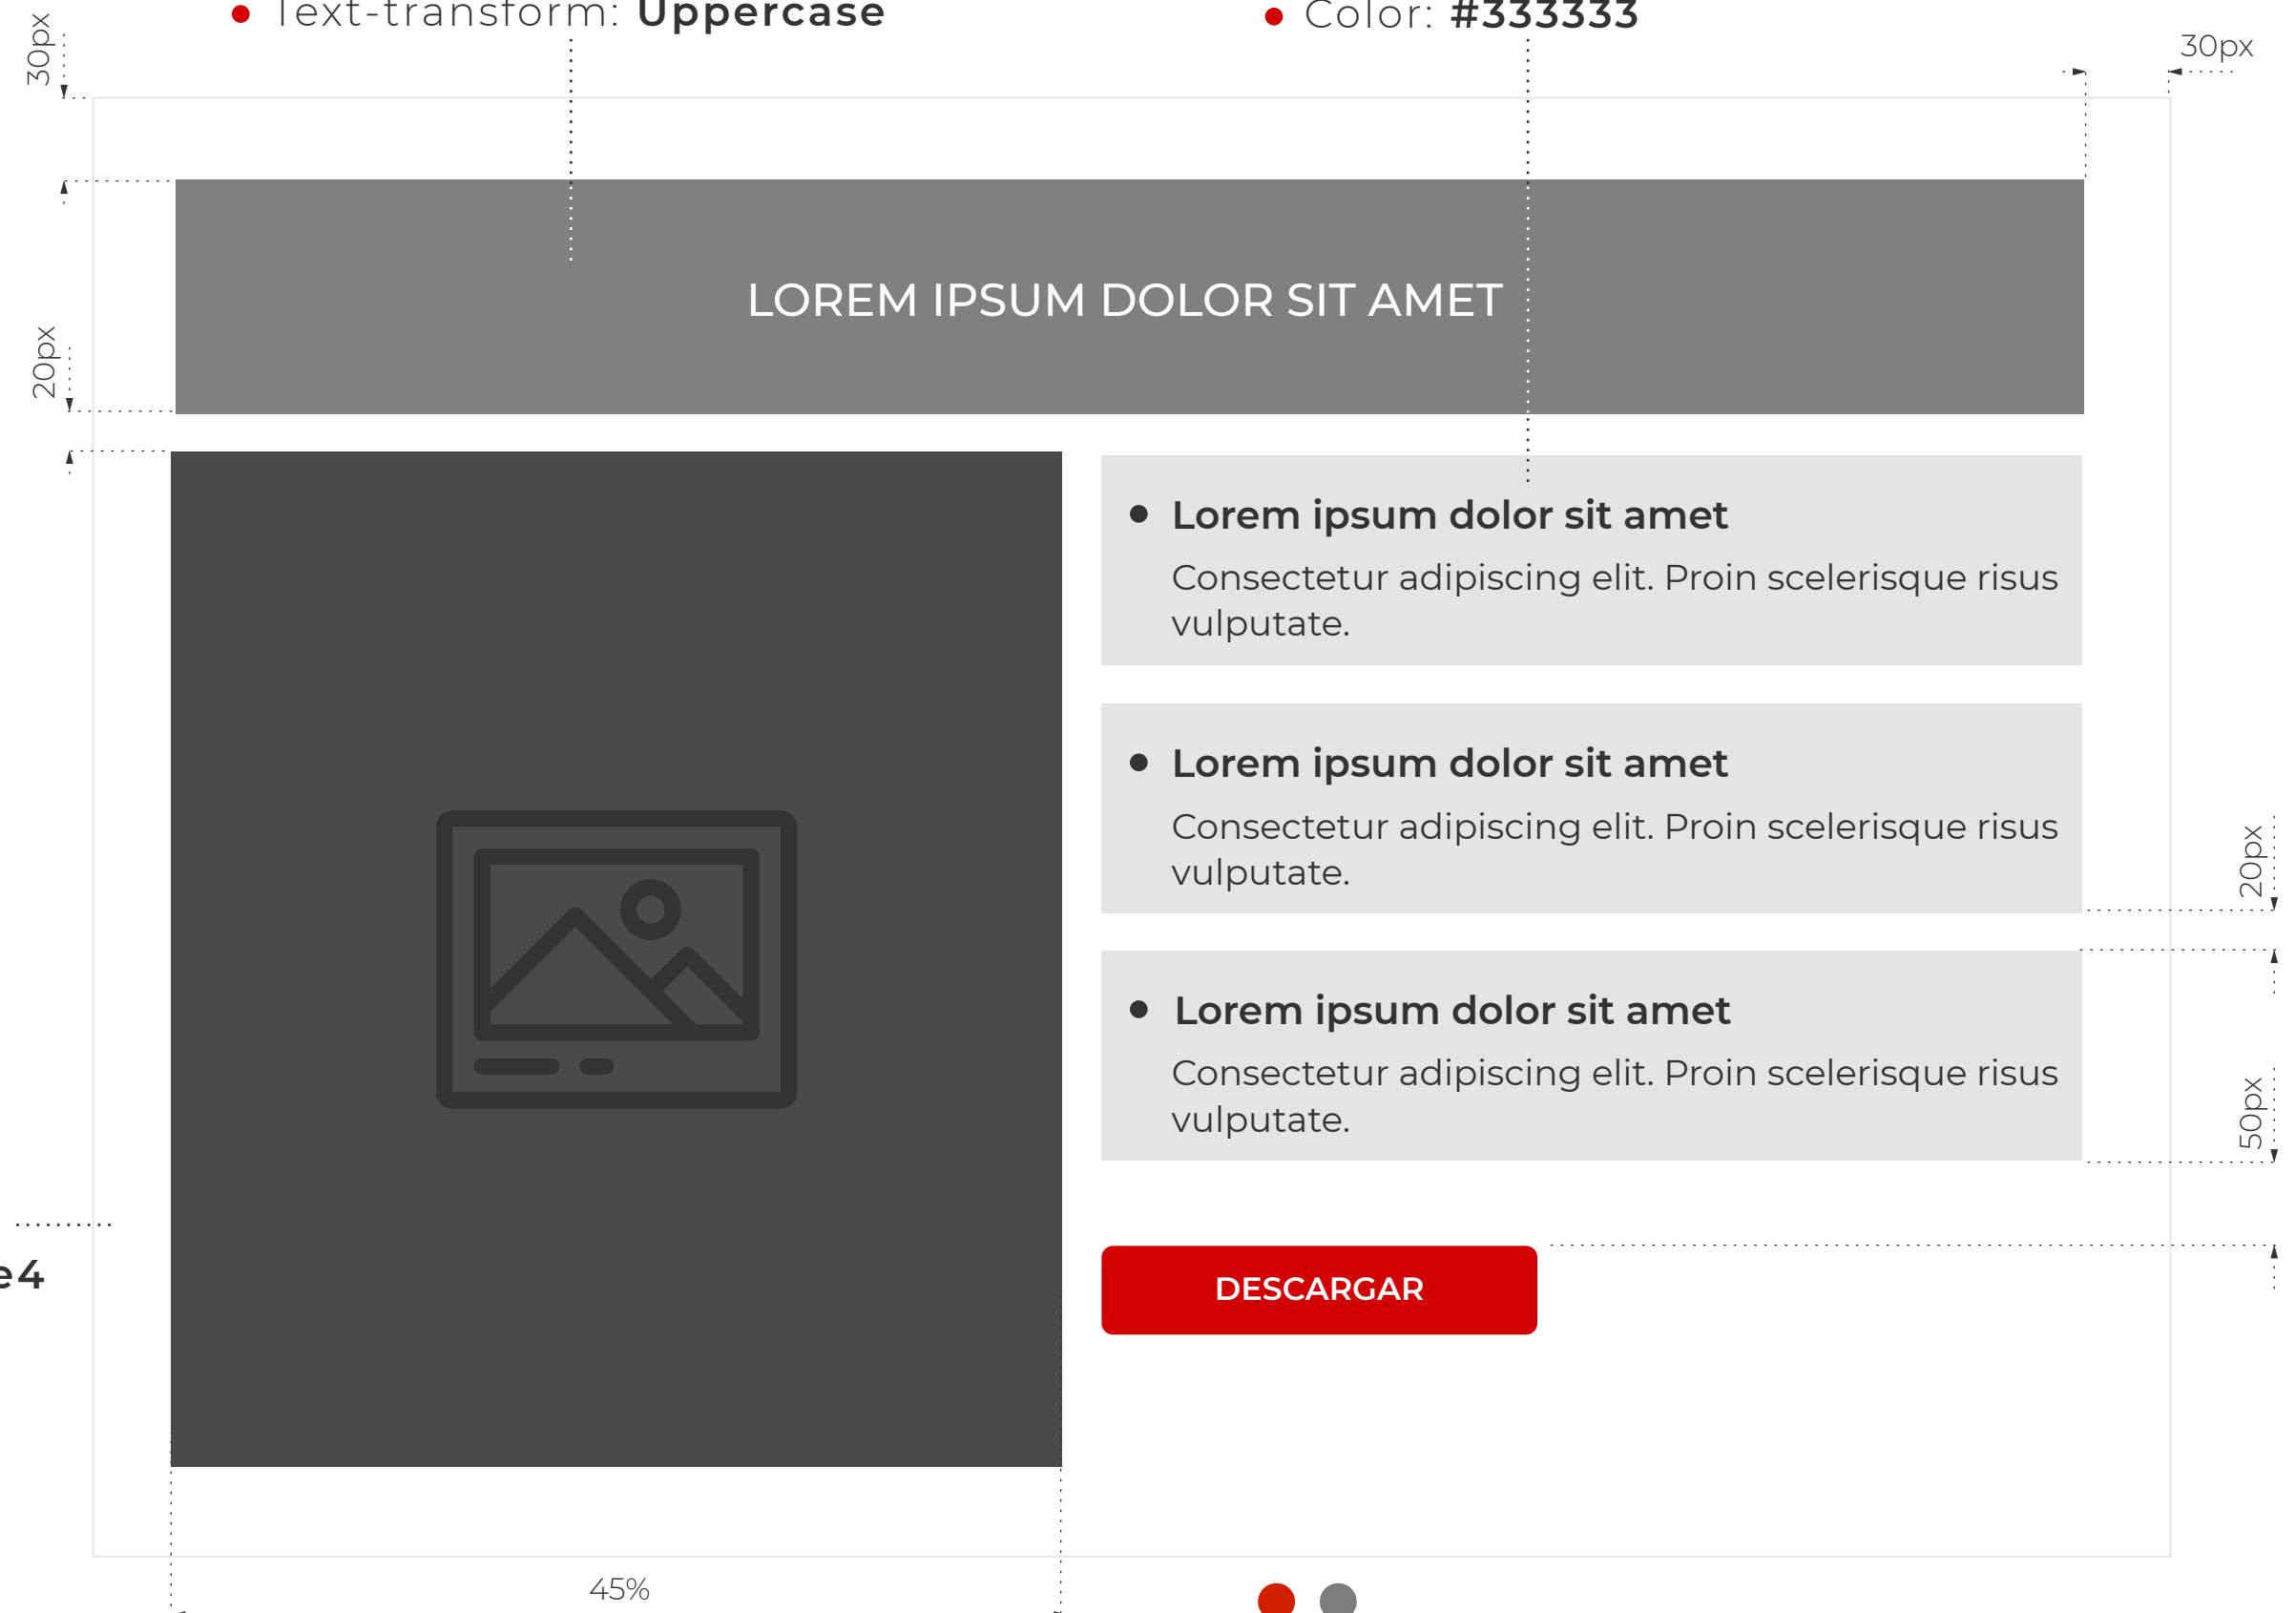 Text-transform: Uppercase
Color: #333333
30px
30px
LOREM IPSUM DOLOR SIT AMET
20px
Lorem ipsum dolor sit amet
Consectetur adipiscing elit. Proin scelerisque risus
vulputate.
Lorem ipsum dolor sit amet
Consectetur adipiscing elit. Proin scelerisque risus
vulputate.
20px
Lorem ipsum dolor sit amet
Consectetur adipiscing elit. Proin scelerisque risus
vulputate.
50px
e4
DESCARGAR
45%